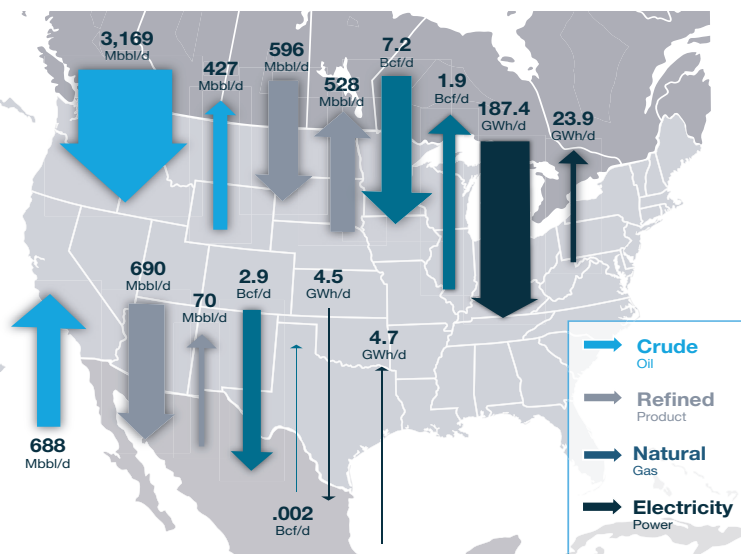 3,169
Mbbl/d
427
Mbbl/d
596
Mbbl/d
528
Mbbl/d
7.2
Bcf/d
1.9
Bcf/d
187.4
GWh/d
23.9
GWh/d
690
Mbbl/d
70
Mbbl/d
2.9
Bcf/d
4.5
GWh/d
4.7
GWh/d
688
Mbbl/d
.002
Bcf/d
Crude
Oil
Refined
Product
Natural
Gas
Electricity
Power